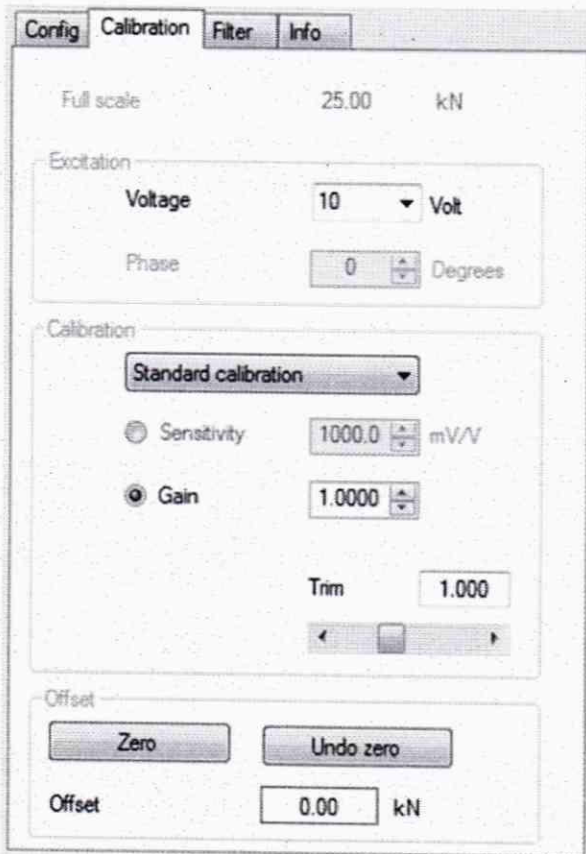 Config Calibration Filter Info
Full scale 25.00 kN
Excitation
Voltage 10 Volt
Phase 0 Degrees
Calibration
Standard calibration
Sensitivity 1000.0 mV/V
Gain 1.0000
Trim 1.000
Offset
Zero Undo zero
Offset 0.00 kN